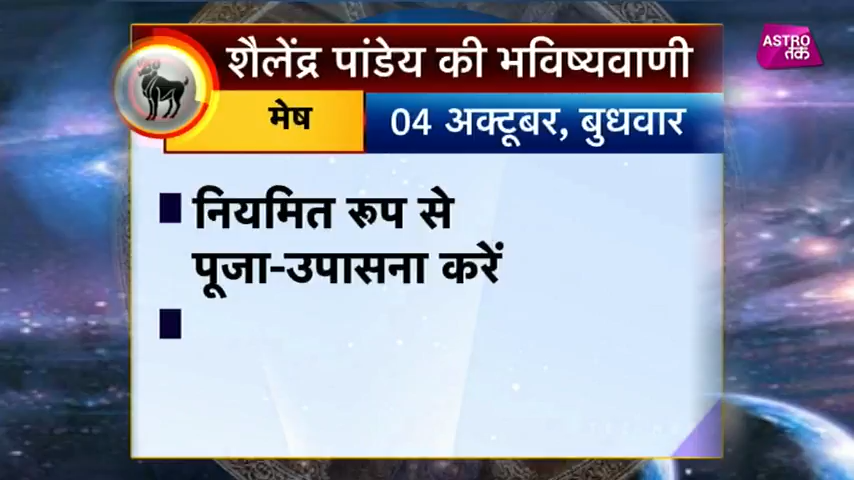 शैलेंद्र पांडेय की भविष्यवाणी
ASTRO
तक
मेष
04 अक्टूबर, बुधवार
नियमित रूप से
पूजा-उपासना करें